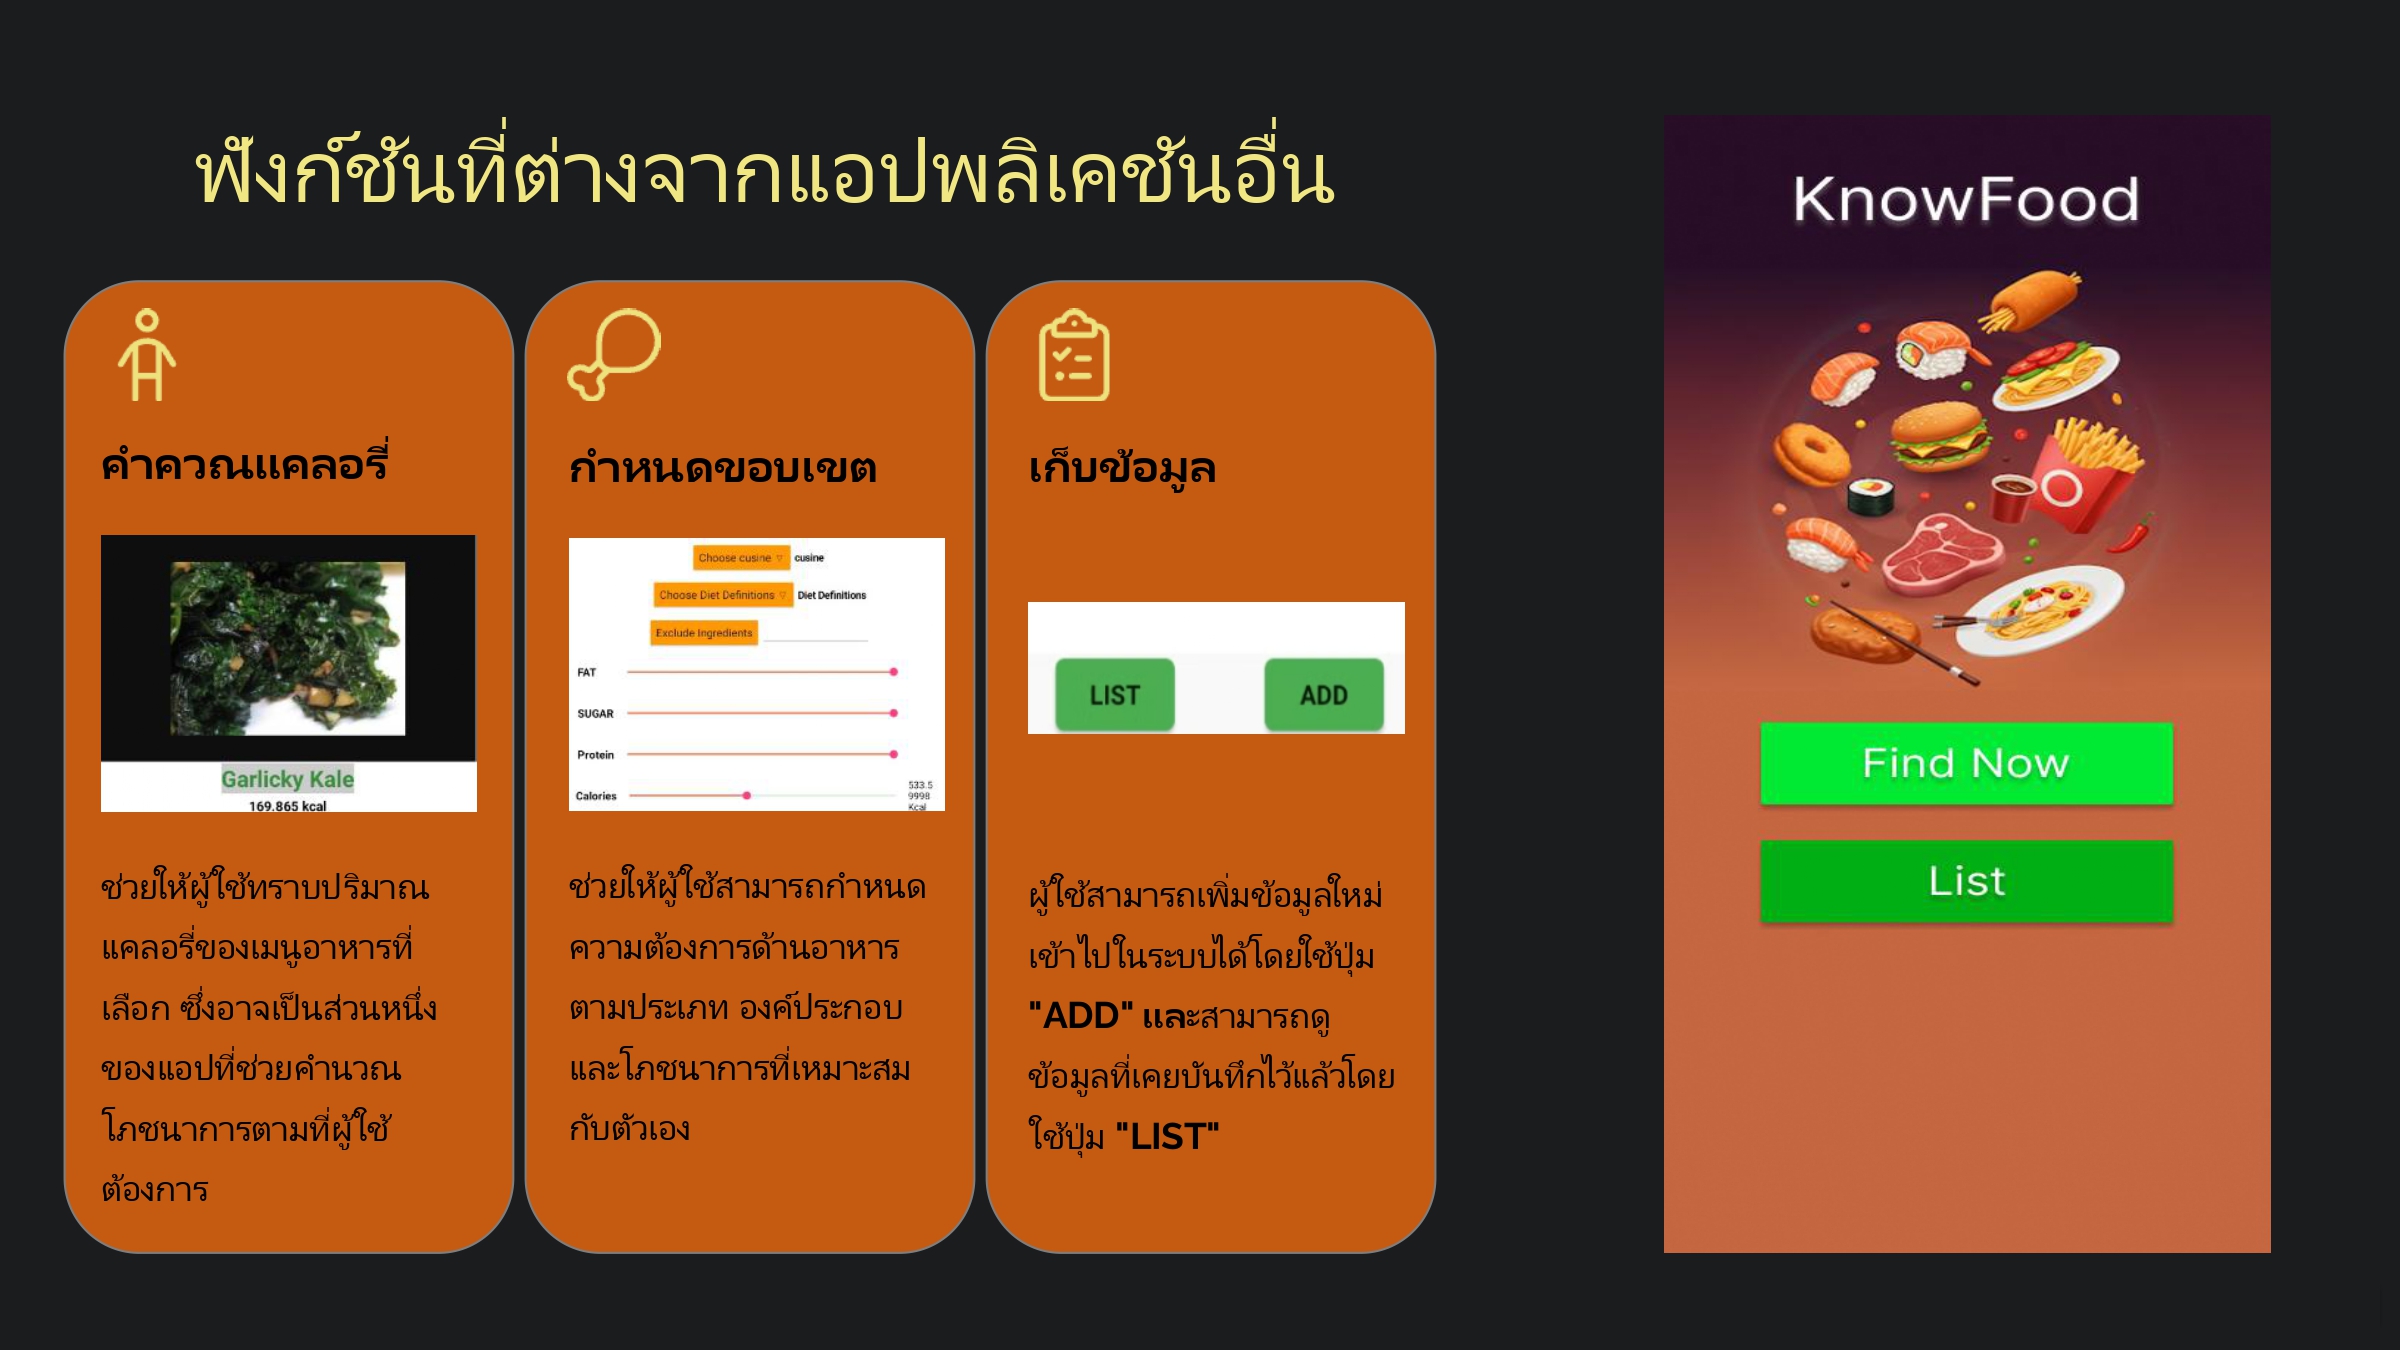 ฟังก์ชันที่ต่างจากแอปพลิเคชันอื่น
คำควณแคลอรี่
Garlicky Kale
169.865 kcal
ช่วยให้ผู้ใช้ทราบปริมาณ
แคลอรี่ของเมนูอาหารที่
เลือก ซึ่งอาจเป็นส่วนหนึ่ง
ของแอปที่ช่วยคำนวณ
โภชนาการตามที่ผู้ใช้
ต้องการ
กำหนดขอบเขต
Choose cusine ▽ cusine
Choose Diet Definitions ▽ Diet Definitions
Exclude Ingredients
FAT
SUGAR
Protein
Calories
533.5
9998
Kcal
ช่วยให้ผู้ใช้สามารถกำหนด
ความต้องการด้านอาหาร
ตามประเภท องค์ประกอบ
และโภชนาการที่เหมาะสม
กับตัวเอง
เก็บข้อมูล
LIST ADD
ผู้ใช้สามารถเพิ่มข้อมูลใหม่
เข้าไปในระบบได้โดยใช้ปุ่ม
"ADD" และสามารถดู
ข้อมูลที่เคยบันทึกไว้แล้วโดย
ใช้ปุ่ม "LIST"
KnowFood
Find Now
List